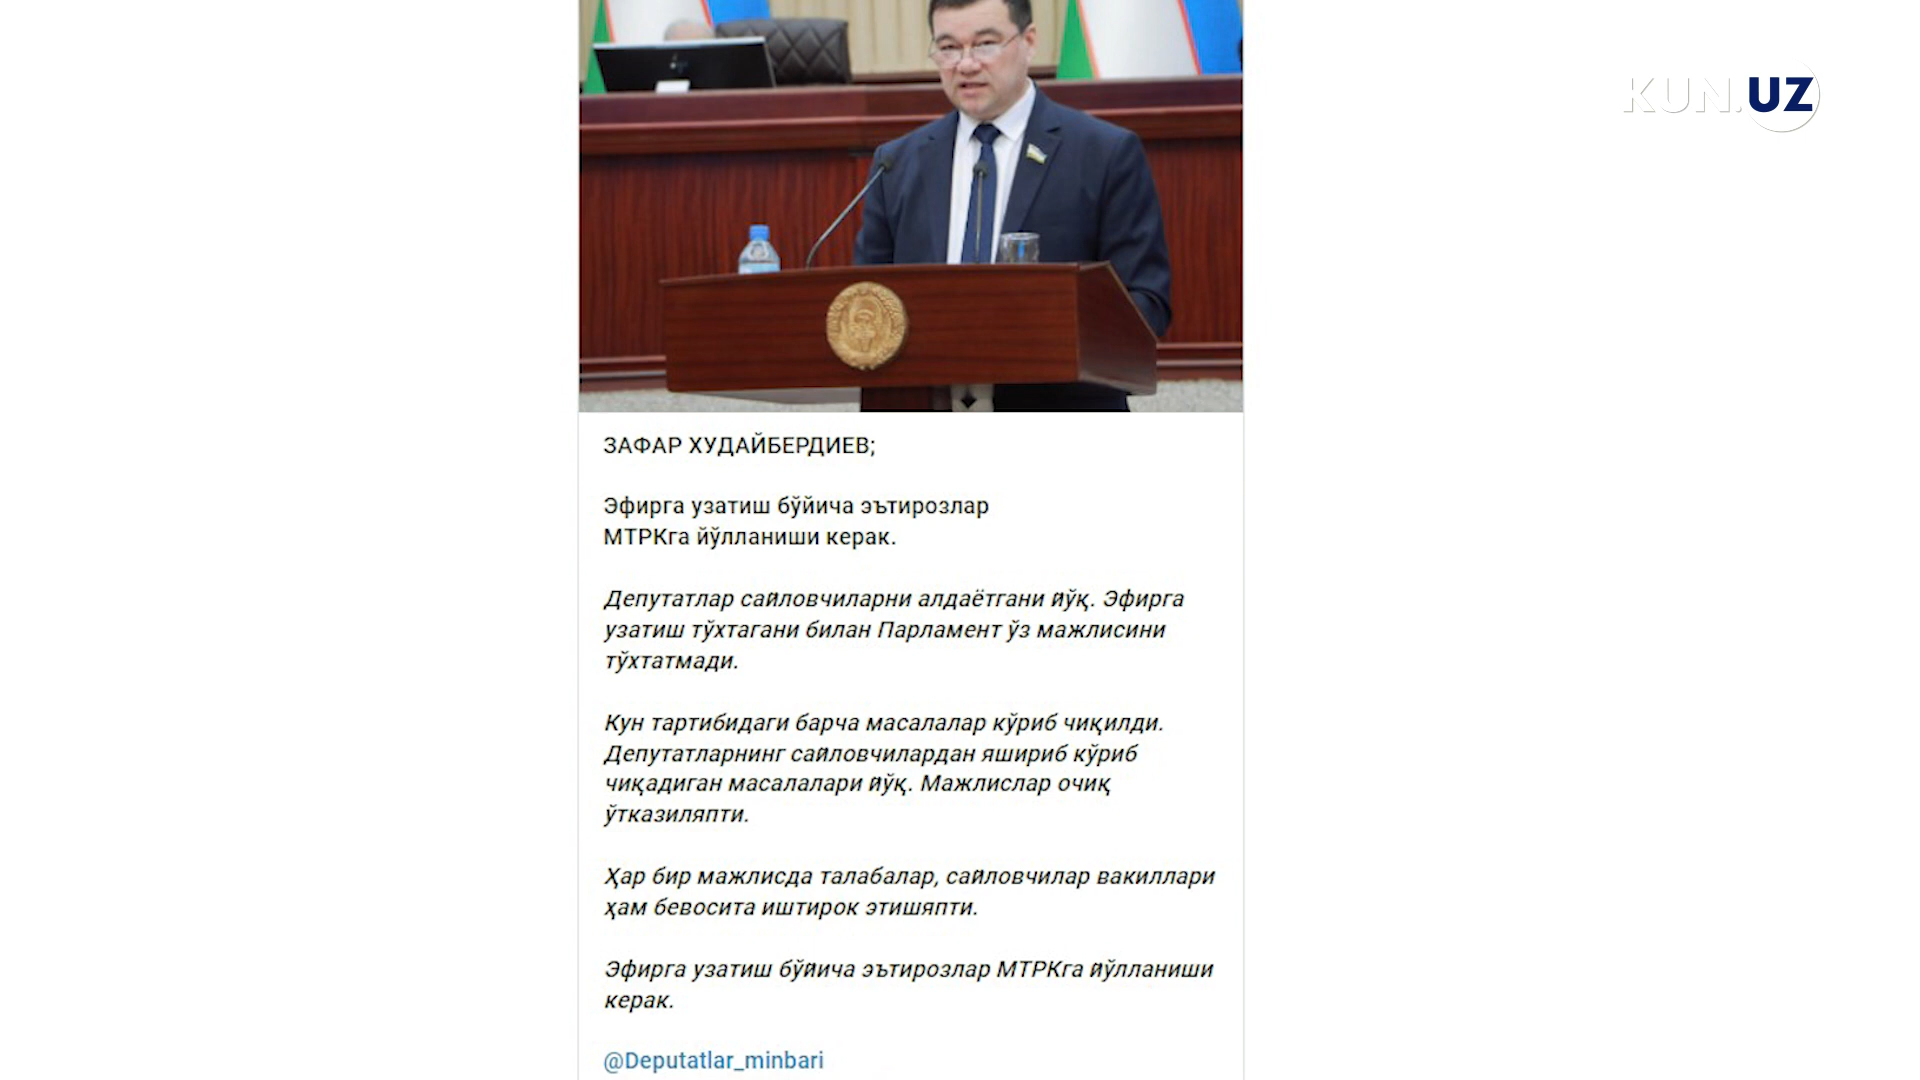 KUN.UZ
ЗАФАР ХУДАЙБЕРДИЕВ;
Эфирга узатиш бўйича эътирозлар
МТРКга йўлланиши керак.
Депутатлар сайловчиларни алдаётгани йўқ. Эфирга
узатиш тўхтагани билан Парламент ўз мажлисини
тўхтатмади.
Кун тартибидаги барча масалалар кўриб чиқилди.
Депутатларнинг сайловчилардан яшириб кўриб
чиқадиган масалалари йўқ. Мажлислар очиқ
ўтказиляпти.
Ҳар бир мажлисда талабалар, сайловчилар вакиллари
ҳам бевосита иштирок этишяпти.
Эфирга узатиш бўйича эътирозлар МТРКга йўлланиши
керак.
@Deputatlar_minbari